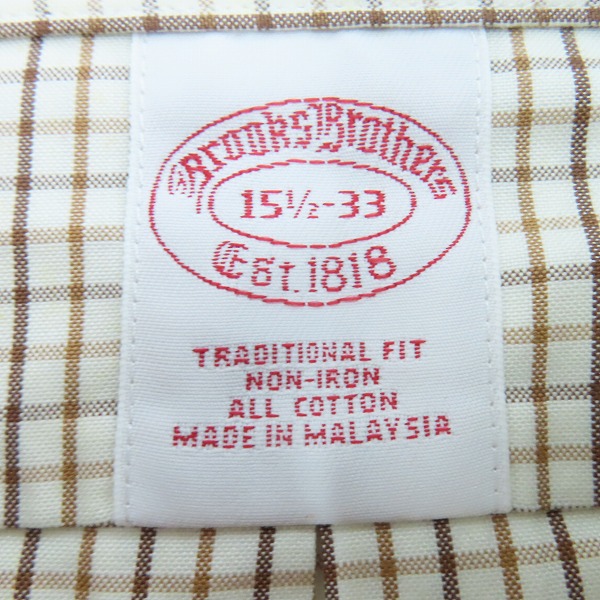 Brooks Brothers
15½-33
Est. 1818
TRADITIONAL FIT
NON-IRON
ALL COTTON
MADE IN MALAYSIA